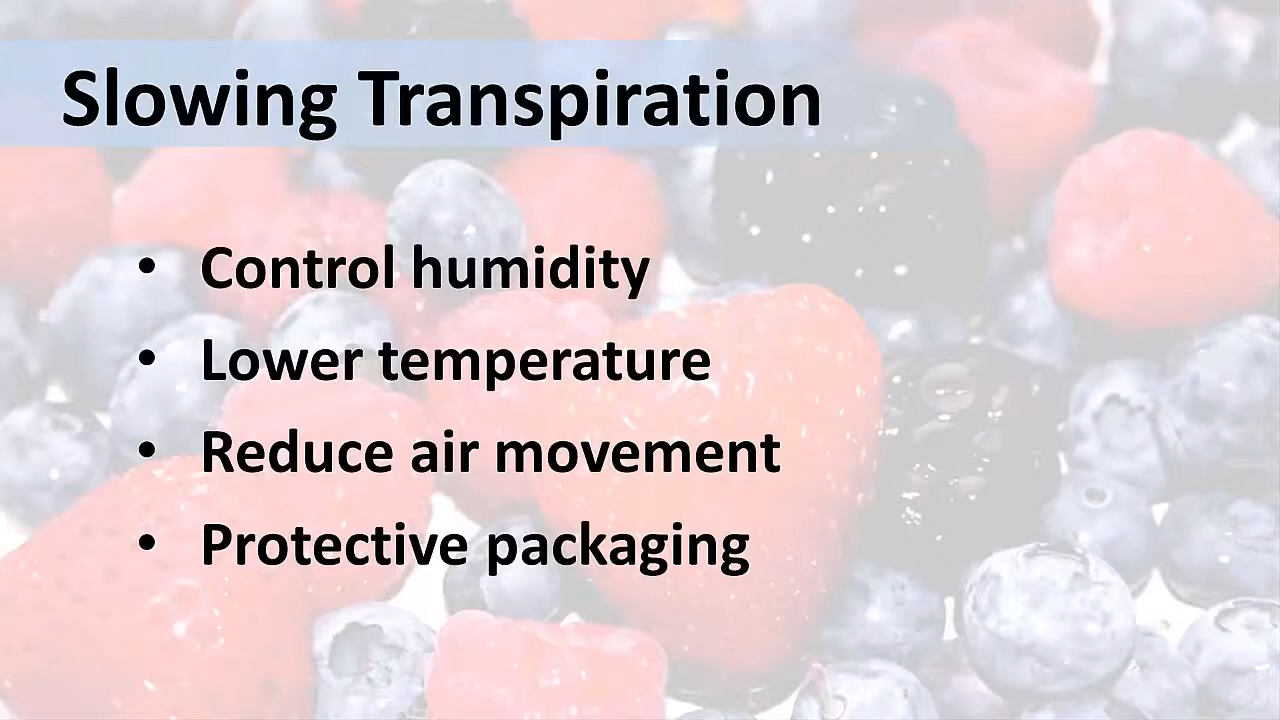 Slowing Transpiration
• Control humidity
• Lower temperature
• Reduce air movement
• Protective packaging